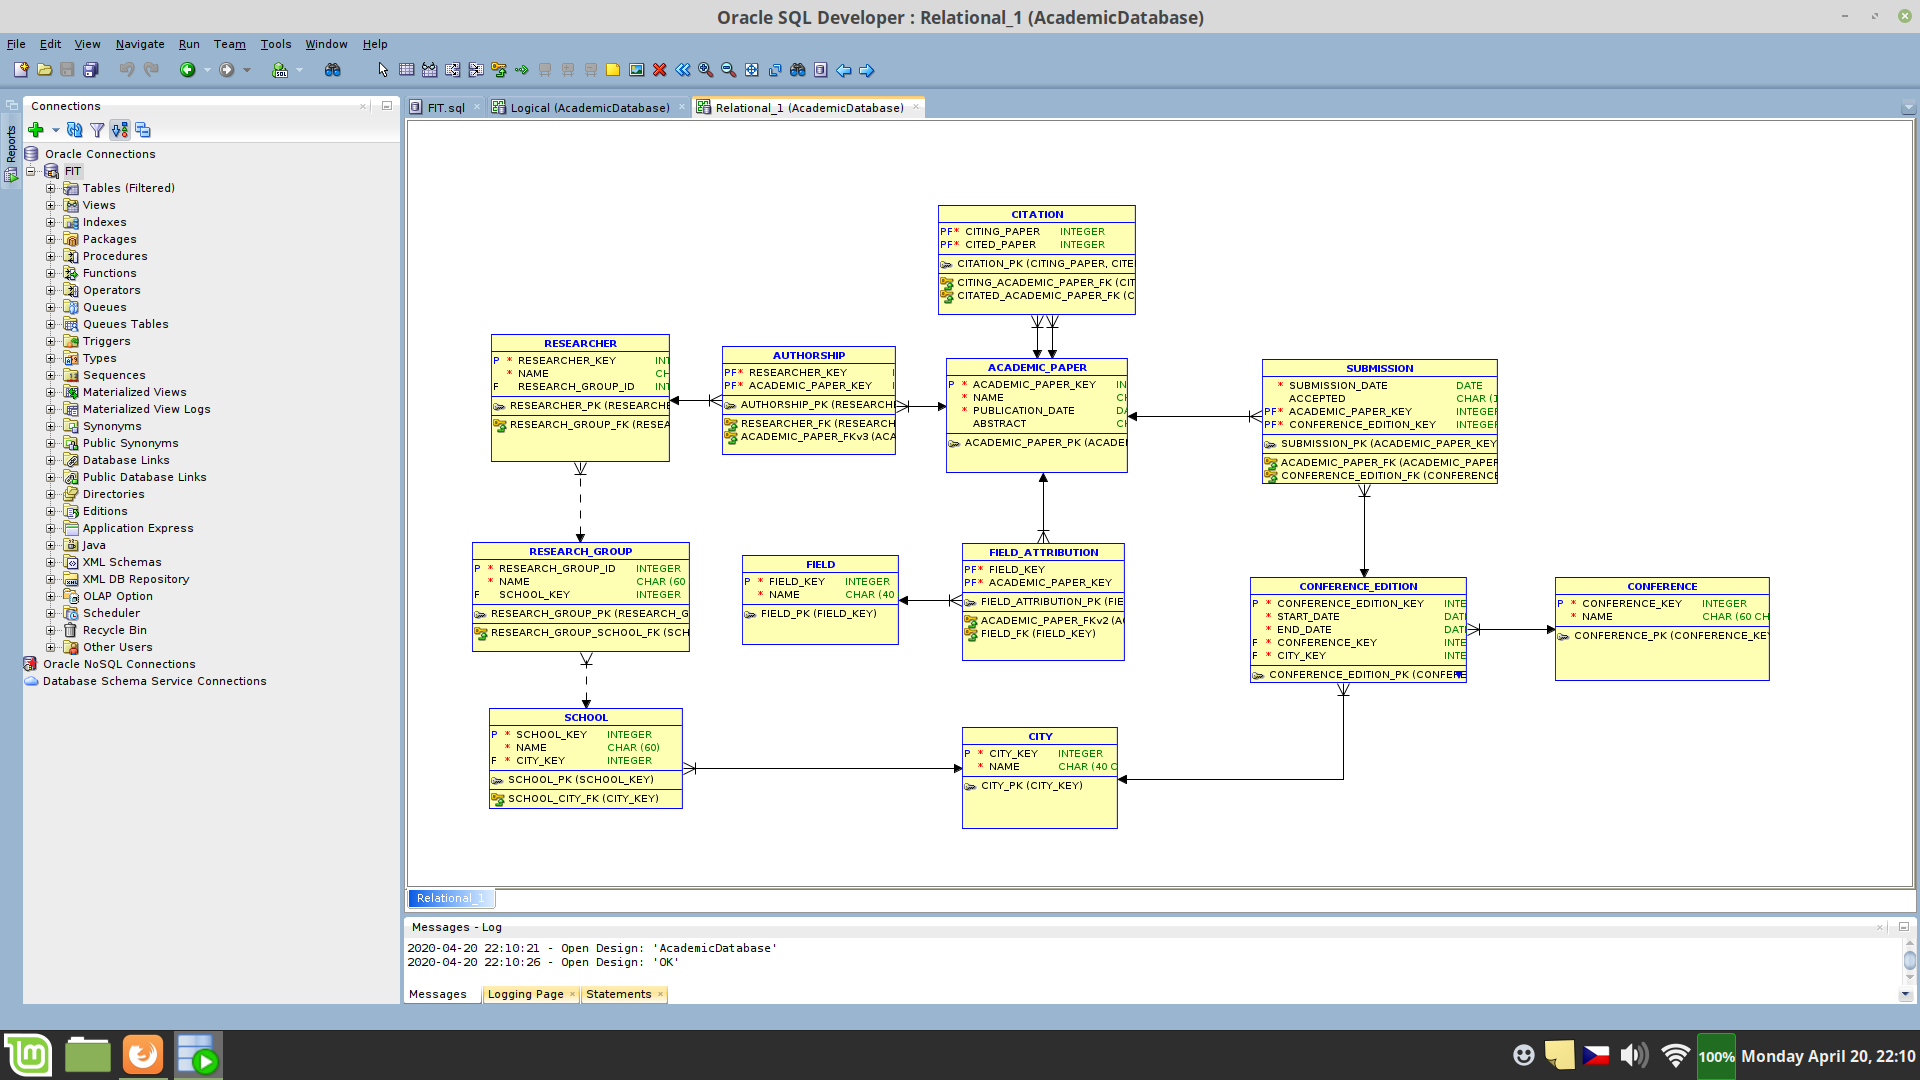 Oracle SQL Developer : Relational_1 (AcademicDatabase)
File Edit View Navigate Run Team Tools Window Help
Connections
FIT.sql
Logical (AcademicDatabase)
Relational_1 (AcademicDatabase)
Reports
Oracle Connections
FIT
Tables (Filtered)
Views
Indexes
Packages
Procedures
Functions
Operators
Queues
Queues Tables
Triggers
Types
Sequences
Materialized Views
Materialized View Logs
Synonyms
Public Synonyms
Database Links
Public Database Links
Directories
Editions
Application Express
Java
XML Schemas
XML DB Repository
OLAP Option
Scheduler
Recycle Bin
Other Users
Oracle NoSQL Connections
Database Schema Service Connections
CITATION
PF* CITING_PAPER INTEGER
PF* CITED_PAPER INTEGER
CITATION_PK (CITING_PAPER, CITE
CITING_ACADEMIC_PAPER_FK (CIT
CITATED_ACADEMIC_PAPER_FK (C
RESEARCHER
P * RESEARCHER_KEY INT
* NAME CH
F RESEARCH_GROUP_ID INT
RESEARCHER_PK (RESEARCHE
RESEARCH_GROUP_FK (RESEA
AUTHORSHIP
PF* RESEARCHER_KEY I
PF* ACADEMIC_PAPER_KEY I
AUTHORSHIP_PK (RESEARCH
RESEARCHER_FK (RESEARCH
ACADEMIC_PAPER_FKv3 (ACA
ACADEMIC_PAPER
P * ACADEMIC_PAPER_KEY IN
* NAME CH
* PUBLICATION_DATE DA
ABSTRACT CH
ACADEMIC_PAPER_PK (ACADEM
SUBMISSION
* SUBMISSION_DATE DATE
ACCEPTED CHAR (1
PF* ACADEMIC_PAPER_KEY INTEGER
PF* CONFERENCE_EDITION_KEY INTEGER
SUBMISSION_PK (ACADEMIC_PAPER_KEY
ACADEMIC_PAPER_FK (ACADEMIC_PAPER
CONFERENCE_EDITION_FK (CONFERENCE
RESEARCH_GROUP
P * RESEARCH_GROUP_ID INTEGER
* NAME CHAR (60
F SCHOOL_KEY INTEGER
RESEARCH_GROUP_PK (RESEARCH_G
RESEARCH_GROUP_SCHOOL_FK (SCH
FIELD
P * FIELD_KEY INTEGER
* NAME CHAR (40
FIELD_PK (FIELD_KEY)
FIELD_ATTRIBUTION
PF* FIELD_KEY
PF* ACADEMIC_PAPER_KEY
FIELD_ATTRIBUTION_PK (FIE
ACADEMIC_PAPER_FKv2 (A
FIELD_FK (FIELD_KEY)
CONFERENCE_EDITION
P * CONFERENCE_EDITION_KEY INTE
* START_DATE DATE
* END_DATE DATE
F * CONFERENCE_KEY INTE
F * CITY_KEY INTE
CONFERENCE_EDITION_PK (CONFERE
CONFERENCE
P * CONFERENCE_KEY INTEGER
* NAME CHAR (60 CH
CONFERENCE_PK (CONFERENCE_KEY
SCHOOL
P * SCHOOL_KEY INTEGER
* NAME CHAR (60)
F * CITY_KEY INTEGER
SCHOOL_PK (SCHOOL_KEY)
SCHOOL_CITY_FK (CITY_KEY)
CITY
P * CITY_KEY INTEGER
* NAME CHAR (40 C
CITY_PK (CITY_KEY)
Relational_1
Messages - Log
2020-04-20 22:10:21 - Open Design: 'AcademicDatabase'
2020-04-20 22:10:26 - Open Design: 'OK'
Messages
Logging Page
Statements
100%
Monday April 20, 22:10